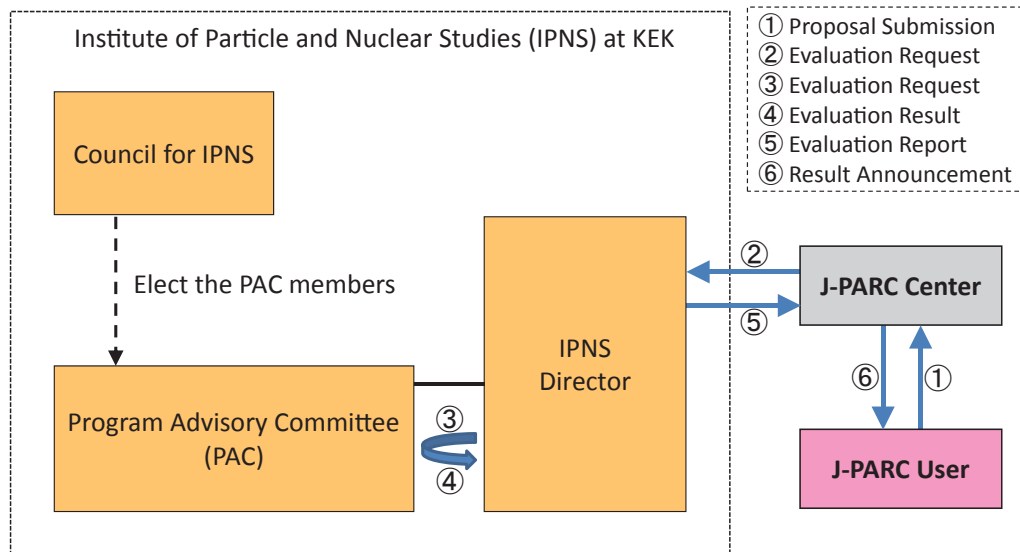 Institute of Particle and Nuclear Studies (IPNS) at KEK
① Proposal Submission
② Evaluation Request
③ Evaluation Request
④ Evaluation Result
⑤ Evaluation Report
⑥ Result Announcement
Council for IPNS
Elect the PAC members
IPNS
Director
②
⑤
J-PARC Center
Program Advisory Committee
(PAC)
③
④
⑥
①
J-PARC User